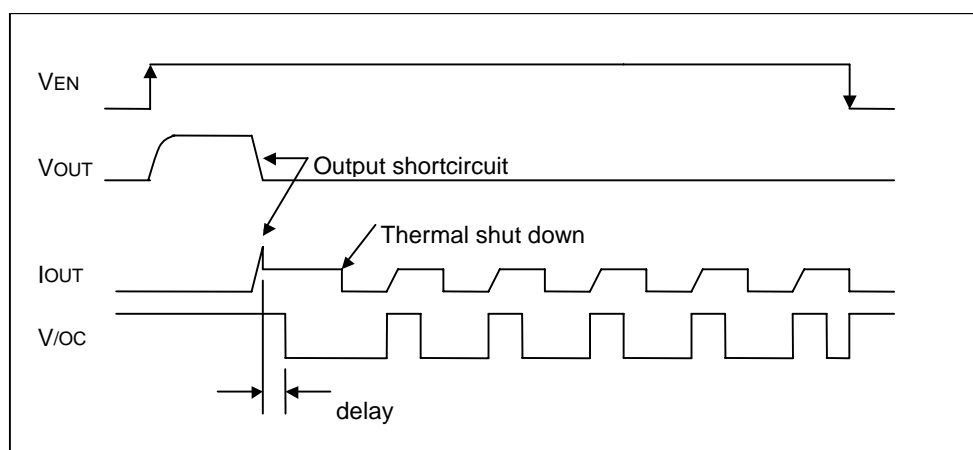 VEN
VOUT
Output shortcircuit
Thermal shut down
IOUT
V/OC
delay